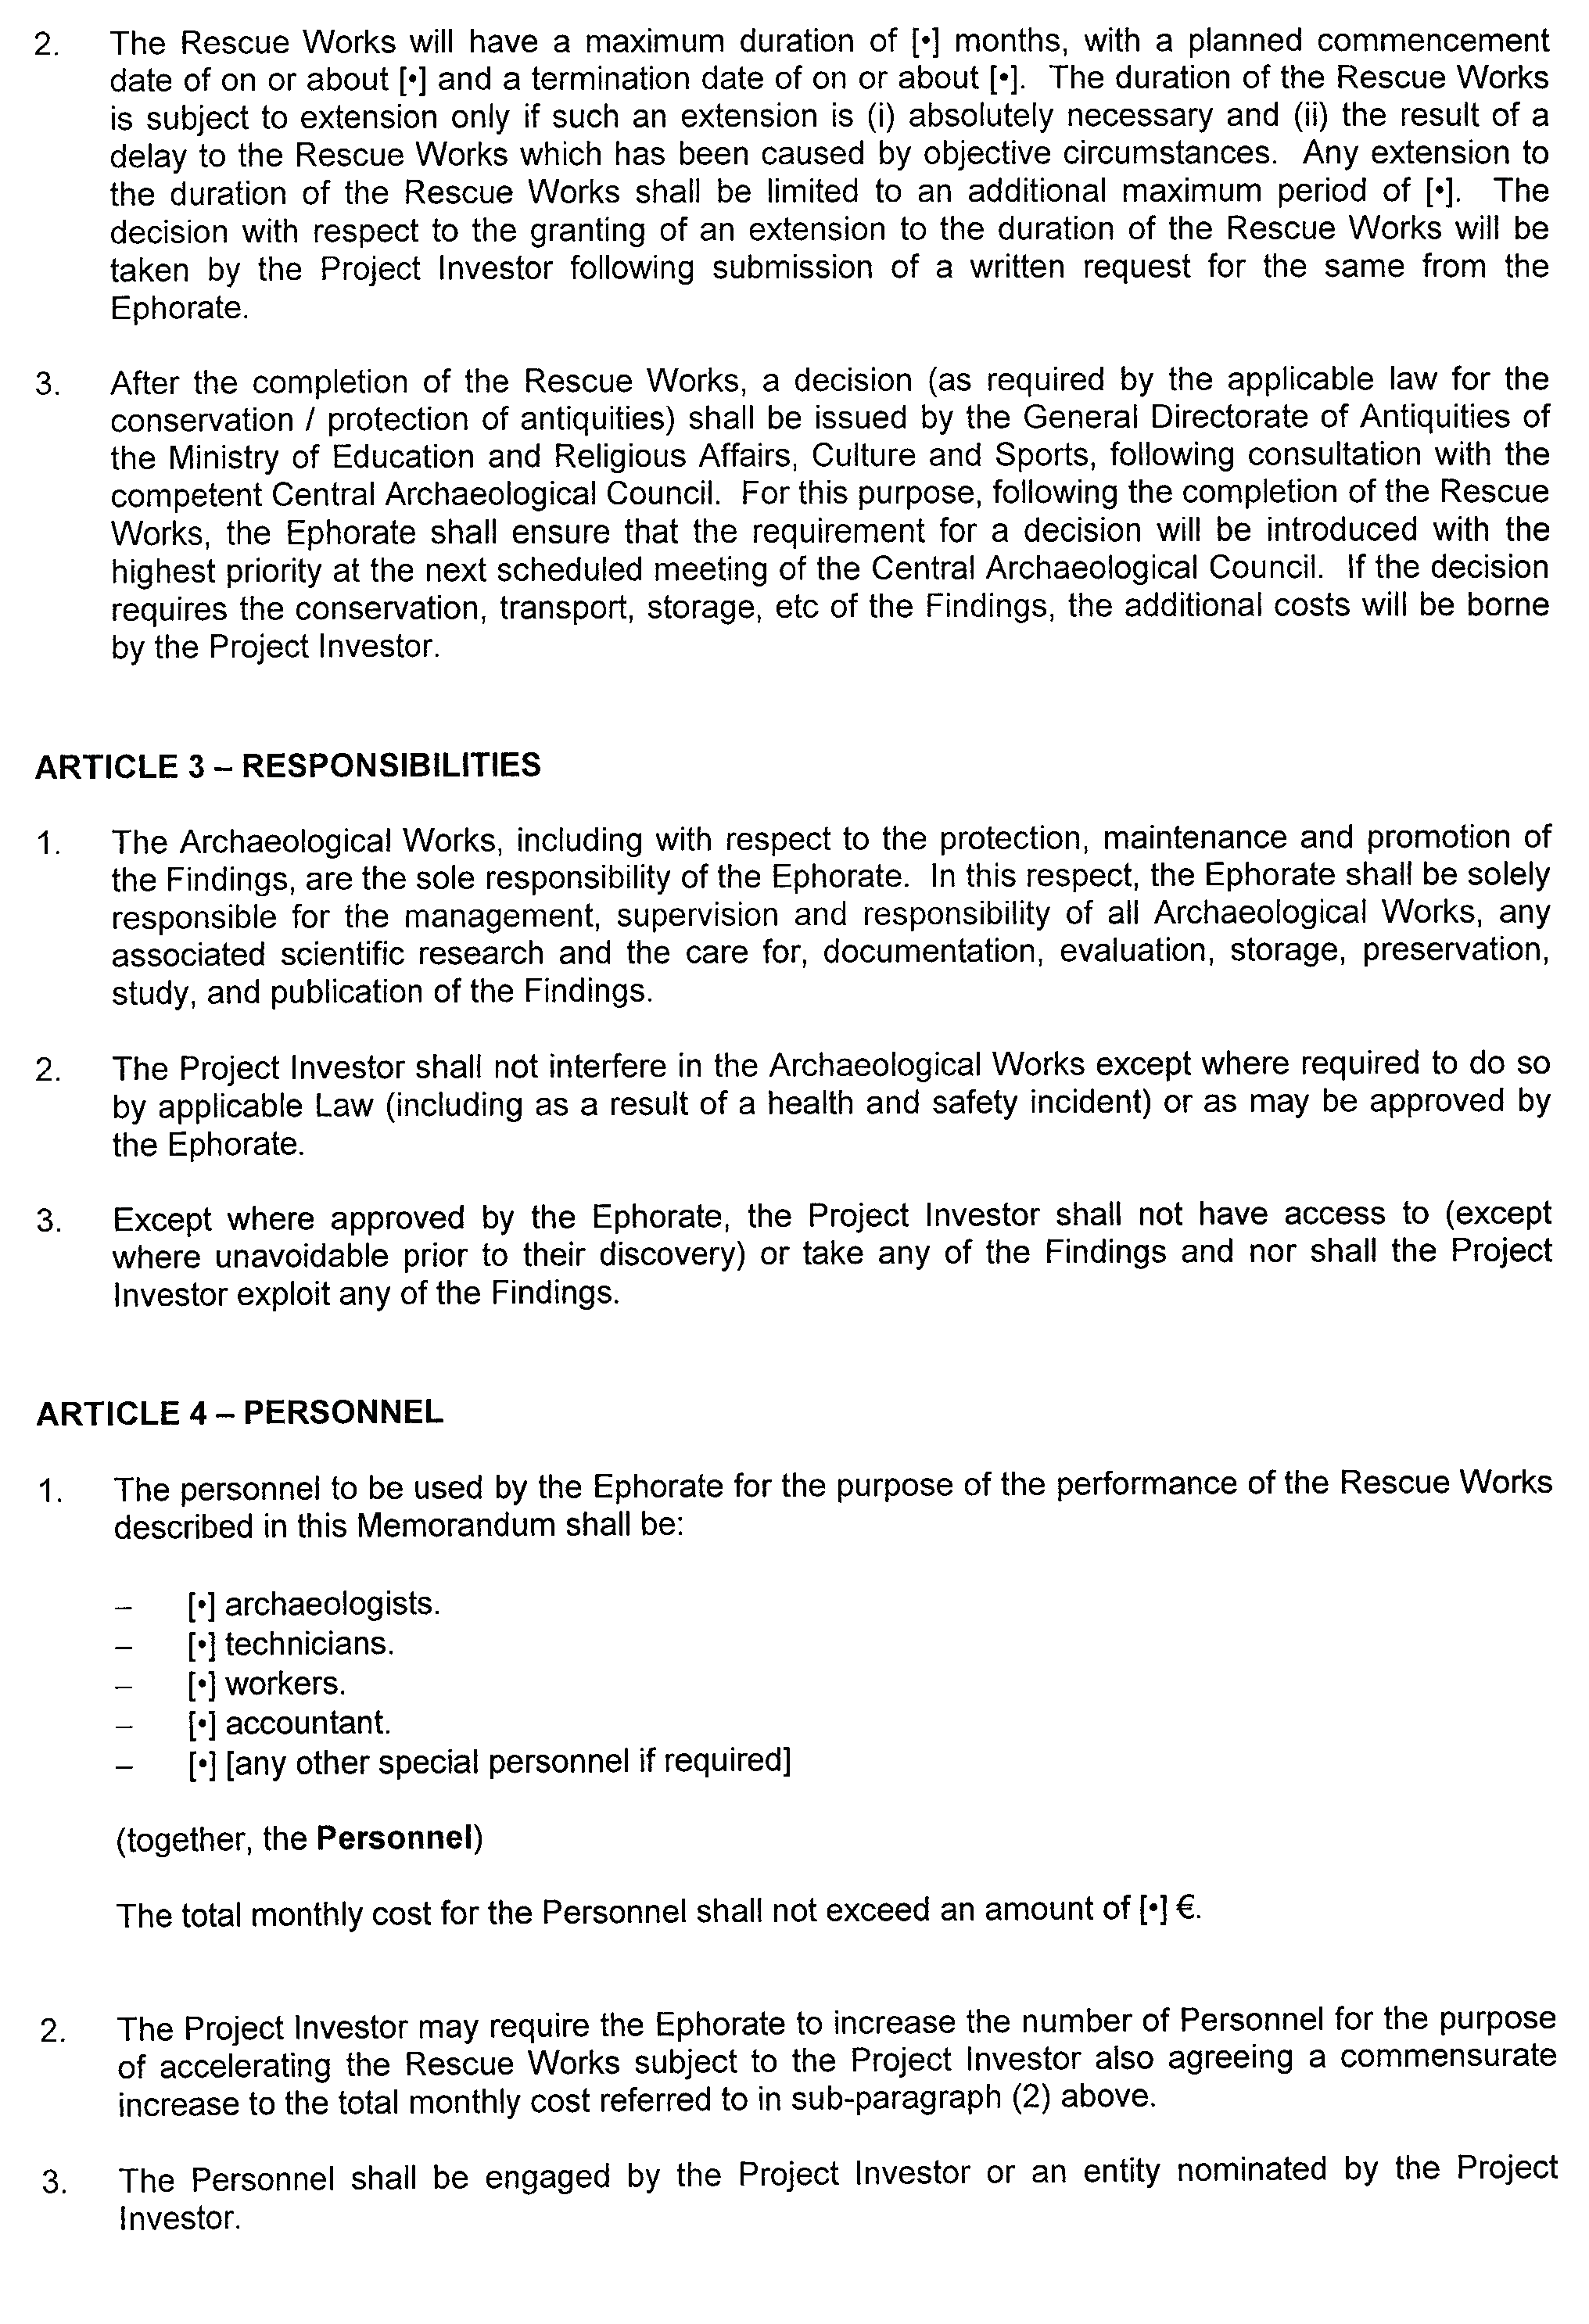 2. The Rescue Works will have a maximum duration of [•] months, with a planned commencement
date of on or about [•] and a termination date of on or about [•]. The duration of the Rescue Works
is subject to extension only if such an extension is (i) absolutely necessary and (ii) the result of a
delay to the Rescue Works which has been caused by objective circumstances. Any extension to
the duration of the Rescue Works shall be limited to an additional maximum period of [•]. The
decision with respect to the granting of an extension to the duration of the Rescue Works will be
taken by the Project Investor following submission of a written request for the same from the
Ephorate.
3. After the completion of the Rescue Works, a decision (as required by the applicable law for the
conservation / protection of antiquities) shall be issued by the General Directorate of Antiquities of
the Ministry of Education and Religious Affairs, Culture and Sports, following consultation with the
competent Central Archaeological Council. For this purpose, following the completion of the Rescue
Works, the Ephorate shall ensure that the requirement for a decision will be introduced with the
highest priority at the next scheduled meeting of the Central Archaeological Council. If the decision
requires the conservation, transport, storage, etc of the Findings, the additional costs will be borne
by the Project Investor.
ARTICLE 3 – RESPONSIBILITIES
1. The Archaeological Works, including with respect to the protection, maintenance and promotion of
the Findings, are the sole responsibility of the Ephorate. In this respect, the Ephorate shall be solely
responsible for the management, supervision and responsibility of all Archaeological Works, any
associated scientific research and the care for, documentation, evaluation, storage, preservation,
study, and publication of the Findings.
2. The Project Investor shall not interfere in the Archaeological Works except where required to do so
by applicable Law (including as a result of a health and safety incident) or as may be approved by
the Ephorate.
3. Except where approved by the Ephorate, the Project Investor shall not have access to (except
where unavoidable prior to their discovery) or take any of the Findings and nor shall the Project
Investor exploit any of the Findings.
ARTICLE 4 – PERSONNEL
1. The personnel to be used by the Ephorate for the purpose of the performance of the Rescue Works
described in this Memorandum shall be:
– [•] archaeologists.
– [•] technicians.
– [•] workers.
– [•] accountant.
– [•] [any other special personnel if required]
(together, the Personnel)
The total monthly cost for the Personnel shall not exceed an amount of [•] €.
2. The Project Investor may require the Ephorate to increase the number of Personnel for the purpose
of accelerating the Rescue Works subject to the Project Investor also agreeing a commensurate
increase to the total monthly cost referred to in sub-paragraph (2) above.
3. The Personnel shall be engaged by the Project Investor or an entity nominated by the Project
Investor.